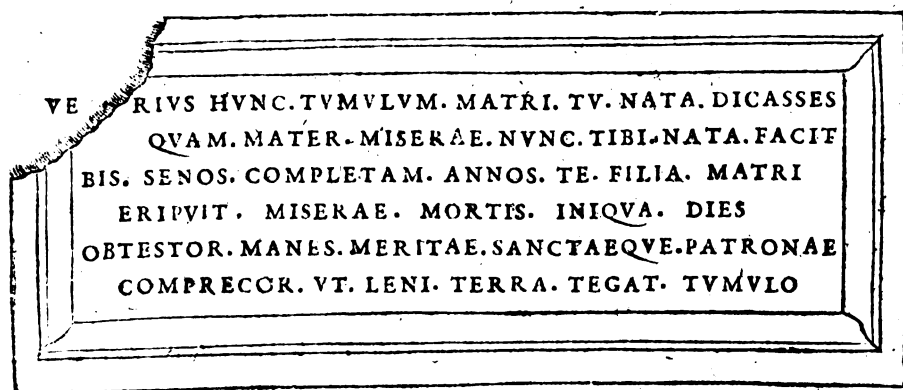 VE RIVS HVNC. TVMVLVM. MATRI. TV. NATA. DICASSES
QVAM. MATER. MISERAE. NVNC. TIBI. NATA. FACIT
BIS. SENOS. COMPLETAM. ANNOS. TE. FILIA. MATRI
ERIPVIT. MISERAE. MORTIS. INIQVA. DIES
OBTESTOR. MANES. MERITAE. SANCTAEQVE. PATRONAE
COMPRECOR. VT. LENI. TERRA. TEGAT. TVMVLO